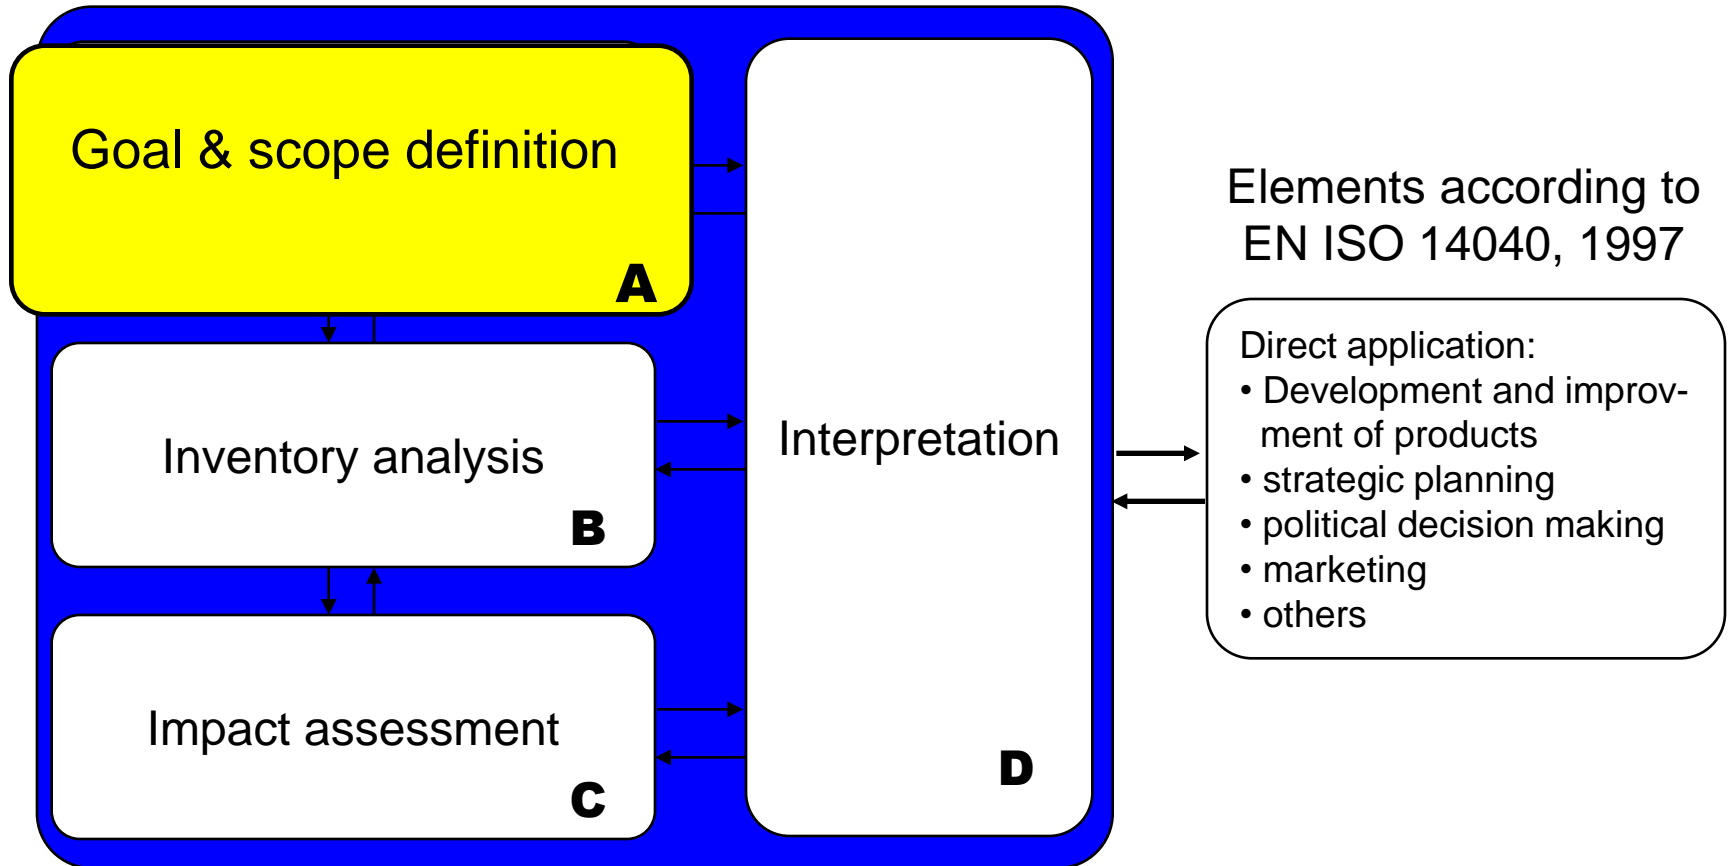 Goal & scope definition
A
Inventory analysis
B
Impact assessment
C
Interpretation
D
Elements according to
EN ISO 14040, 1997
Direct application:
• Development and improv-
ment of products
• strategic planning
• political decision making
• marketing
• others